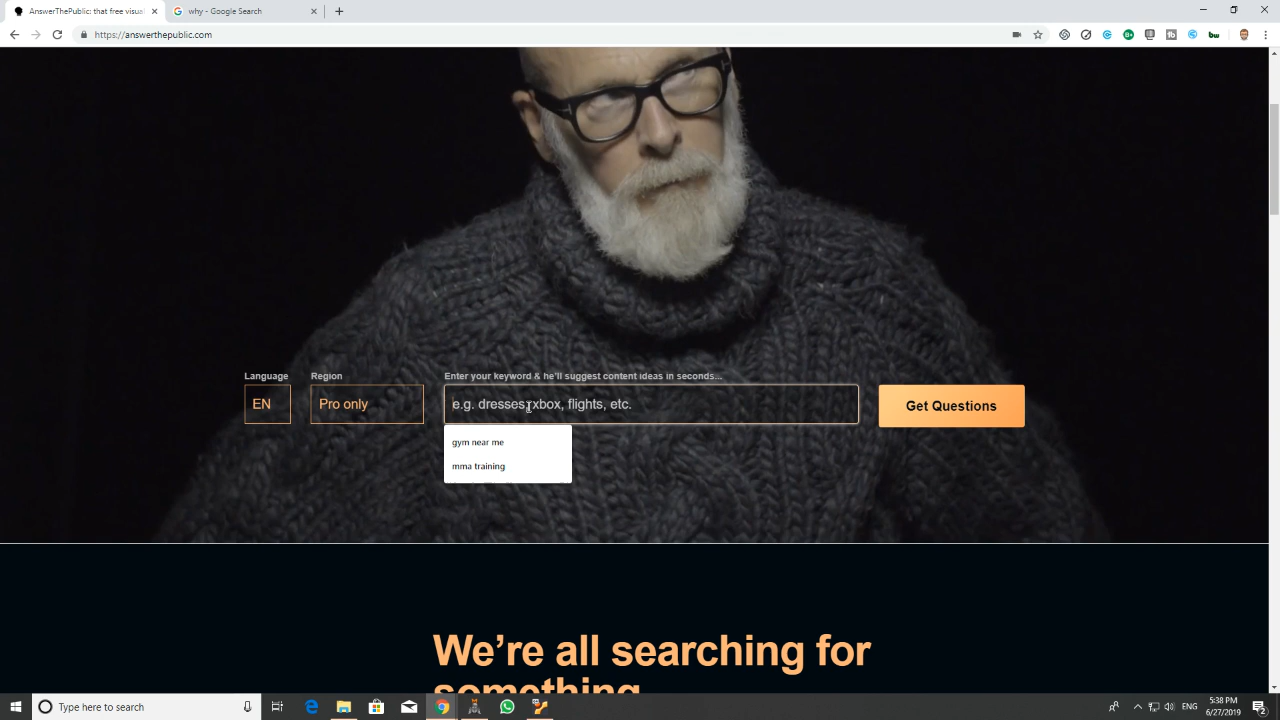 AnswerThePublic: that free visual
why - Google Search
https://answerthepublic.com
Language
Region
Enter your keyword & he'll suggest content ideas in seconds...
EN
Pro only
e.g. dresses, xbox, flights, etc.
Get Questions
gym near me
mma training
We're all searching for
something
Type here to search
ENG
5:38 PM
6/27/2019